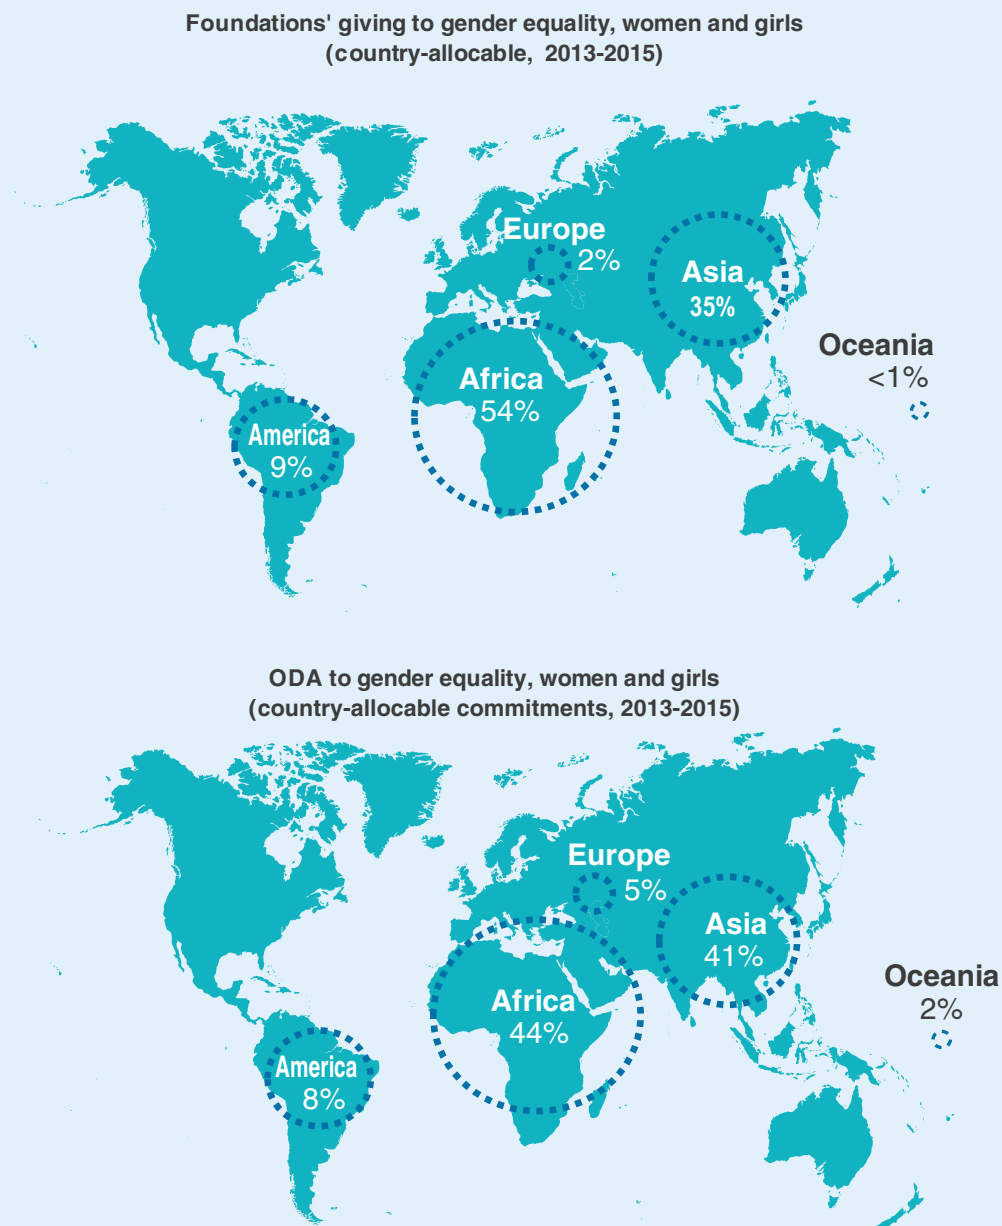 Foundations' giving to gender equality, women and girls
(country-allocable, 2013-2015)
Europe
2%
Asia
35%
Oceania
<1%
Africa
54%
America
9%
ODA to gender equality, women and girls
(country-allocable commitments, 2013-2015)
Europe
5%
Asia
41%
Oceania
2%
Africa
44%
America
8%